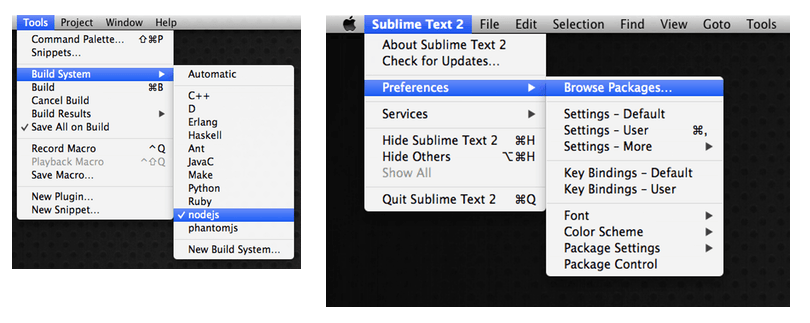 Tools Project Window Help
Command Palette... ⇧⌘P
Snippets...
Build System ▶
Build ⌘B
Cancel Build
Build Results ▶
✓ Save All on Build
Record Macro ^Q
Playback Macro ^⇧Q
Save Macro...
New Plugin...
New Snippet...
Automatic
C++
D
Erlang
Haskell
Ant
JavaC
Make
Python
Ruby
✓ nodejs
phantomjs
New Build System...
Sublime Text 2 File Edit Selection Find View Goto Tools
About Sublime Text 2
Check for Updates...
Preferences ▶
Services ▶
Hide Sublime Text 2 ⌘H
Hide Others ⌥⌘H
Show All
Quit Sublime Text 2 ⌘Q
Browse Packages...
Settings – Default
Settings – User ⌘,
Settings – More ▶
Key Bindings – Default
Key Bindings – User
Font ▶
Color Scheme ▶
Package Settings ▶
Package Control